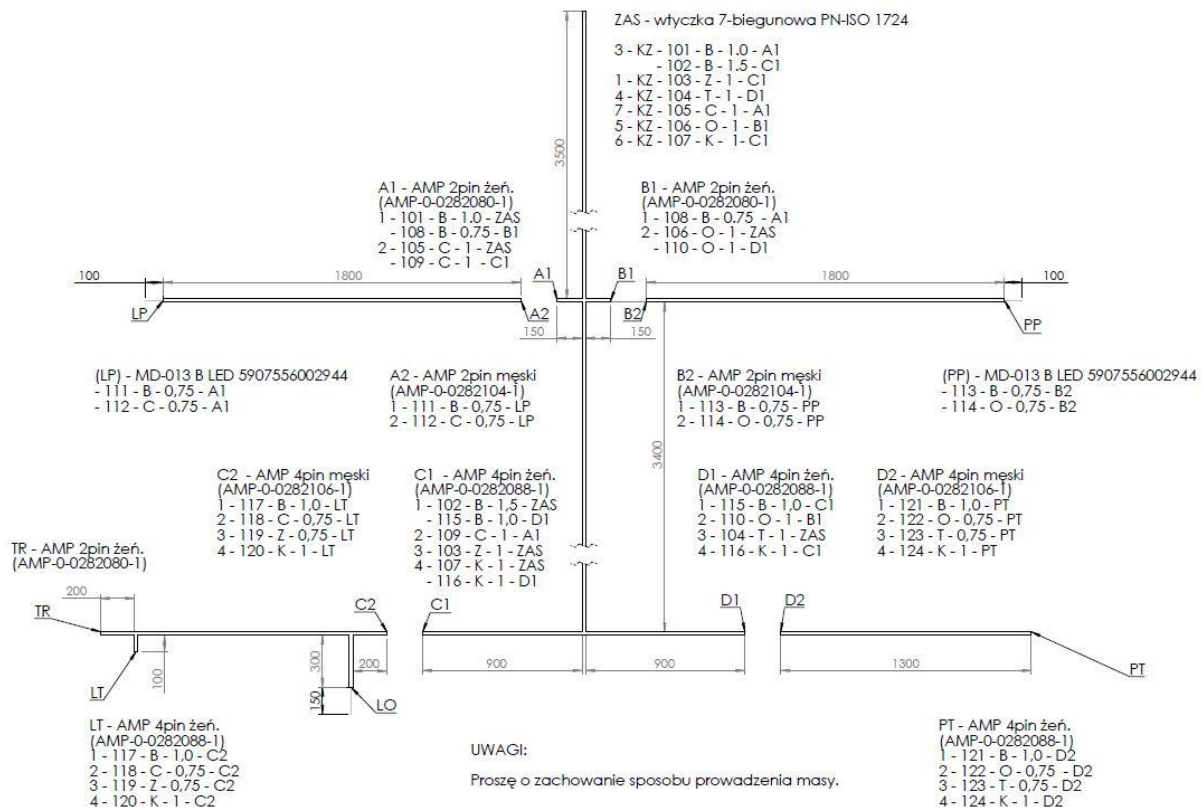 ZAS - wtyczka 7-biegunowa PN-ISO 1724
3 - KZ - 101 - B - 1.0 - A1
- 102 - B - 1.5 - C1
1 - KZ - 103 - Z - 1 - C1
4 - KZ - 104 - T - 1 - D1
7 - KZ - 105 - C - 1 - A1
5 - KZ - 106 - O - 1 - B1
6 - KZ - 107 - K - 1 - C1
3500
A1 - AMP 2pin żeń.
(AMP-0-0282080-1)
1 - 101 - B - 1.0 - ZAS
- 108 - B - 0.75 - B1
2 - 105 - C - 1 - ZAS
- 109 - C - 1 - C1
B1 - AMP 2pin żeń.
(AMP-0-0282080-1)
1 - 108 - B - 0.75 - A1
2 - 106 - O - 1 - ZAS
- 110 - O - 1 - D1
100
1800
A1
B1
1800
100
LP
A2
B2
PP
150
150
(LP) - MD-013 B LED 5907556002944
- 111 - B - 0,75 - A1
- 112 - C - 0,75 - A1
A2 - AMP 2pin męski
(AMP-0-0282104-1)
1 - 111 - B - 0,75 - LP
2 - 112 - C - 0,75 - LP
B2 - AMP 2pin męski
(AMP-0-0282104-1)
1 - 113 - B - 0,75 - PP
2 - 114 - O - 0,75 - PP
(PP) - MD-013 B LED 5907556002944
- 113 - B - 0,75 - B2
- 114 - O - 0,75 - B2
3400
C2 - AMP 4pin męski
(AMP-0-0282106-1)
1 - 117 - B - 1,0 - LT
2 - 118 - C - 0,75 - LT
3 - 119 - Z - 0,75 - LT
4 - 120 - K - 1 - LT
C1 - AMP 4pin żeń.
(AMP-0-0282088-1)
1 - 102 - B - 1,5 - ZAS
- 115 - B - 1,0 - D1
2 - 109 - C - 1 - A1
3 - 103 - Z - 1 - ZAS
4 - 107 - K - 1 - ZAS
- 116 - K - 1 - D1
D1 - AMP 4pin żeń.
(AMP-0-0282088-1)
1 - 115 - B - 1,0 - C1
2 - 110 - O - 1 - B1
3 - 104 - T - 1 - ZAS
4 - 116 - K - 1 - C1
D2 - AMP 4pin męski
(AMP-0-0282106-1)
1 - 121 - B - 1,0 - PT
2 - 122 - O - 0,75 - PT
3 - 123 - T - 0,75 - PT
4 - 124 - K - 1 - PT
TR - AMP 2pin żeń.
(AMP-0-0282080-1)
200
TR
C2
C1
D1
D2
100
300
200
900
900
1300
LT
150
LO
PT
LT - AMP 4pin żeń.
(AMP-0-0282088-1)
1 - 117 - B - 1,0 - C2
2 - 118 - C - 0,75 - C2
3 - 119 - Z - 0,75 - C2
4 - 120 - K - 1 - C2
UWAGI:
Proszę o zachowanie sposobu prowadzenia masy.
PT - AMP 4pin żeń.
(AMP-0-0282088-1)
1 - 121 - B - 1,0 - D2
2 - 122 - O - 0,75 - D2
3 - 123 - T - 0,75 - D2
4 - 124 - K - 1 - D2